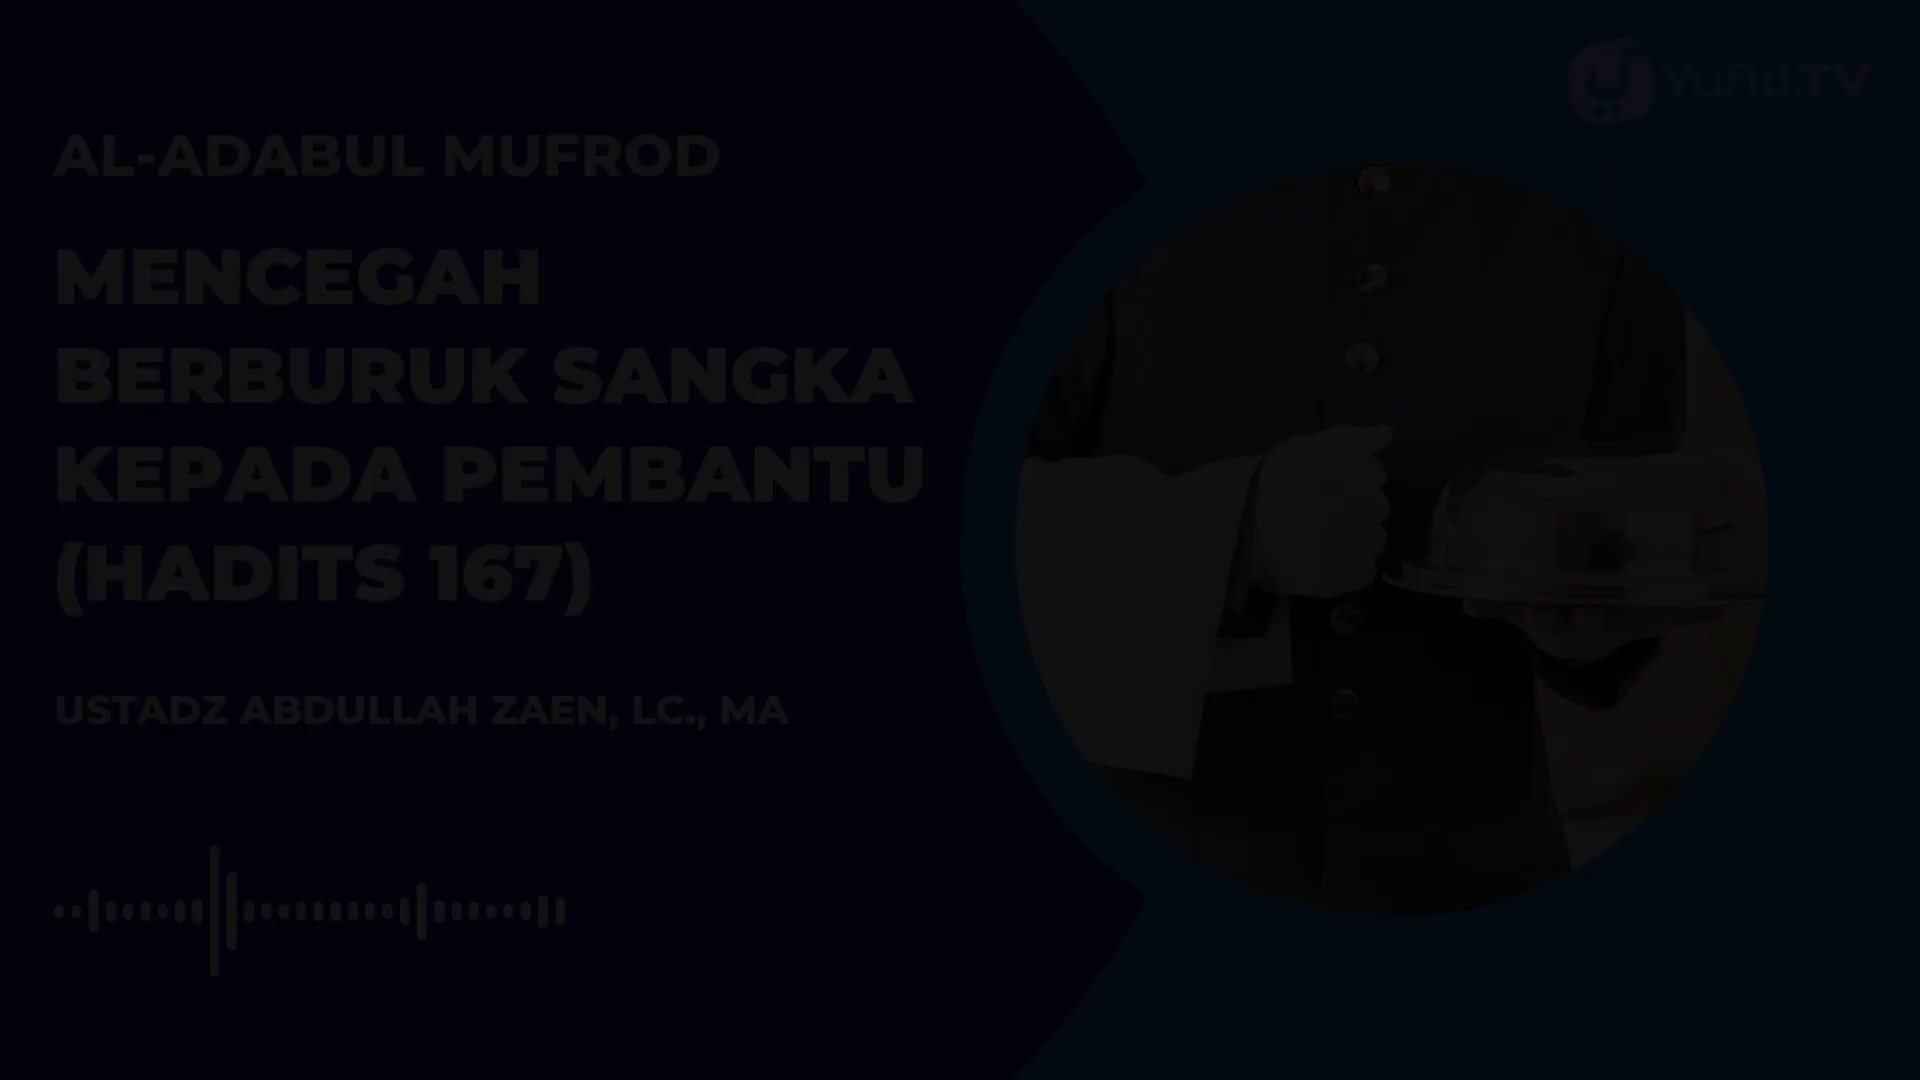 Yufid.TV
AL-ADABUL MUFROD
MENCEGAH
BERBURUK SANGKA
KEPADA PEMBANTU
(HADITS 167)
USTADZ ABDULLAH ZAEN, LC., MA